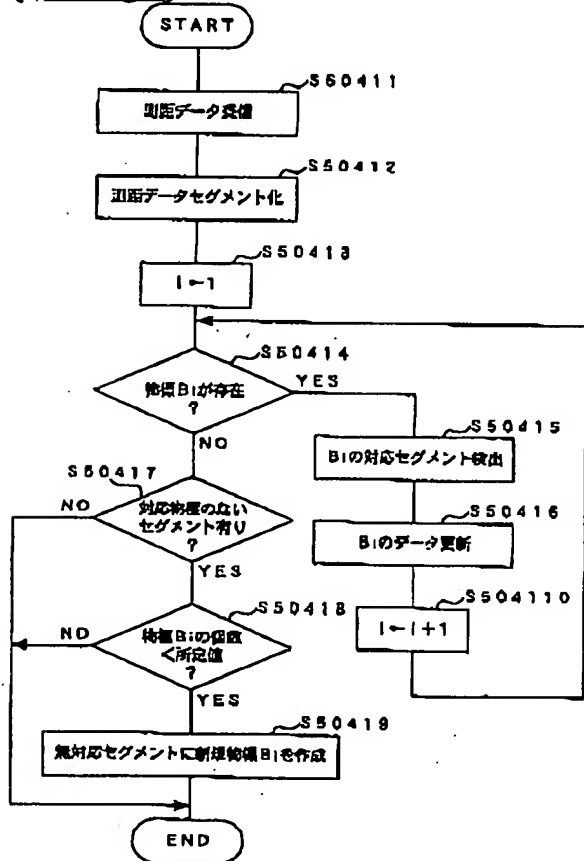 START
S50411
測距データ受信
S50412
測距データセグメント化
S50413
i←1
S50414
物標Biが存在
?
YES
NO
S50415
Biの対応セグメント検出
S50416
Biのデータ更新
S504110
i←i+1
S50417
対応物標のない
セグメント有り
?
NO
YES
S50418
物標Biの個数
<所定値
?
NO
YES
S50419
無対応セグメントに新規物標Biを作成
END